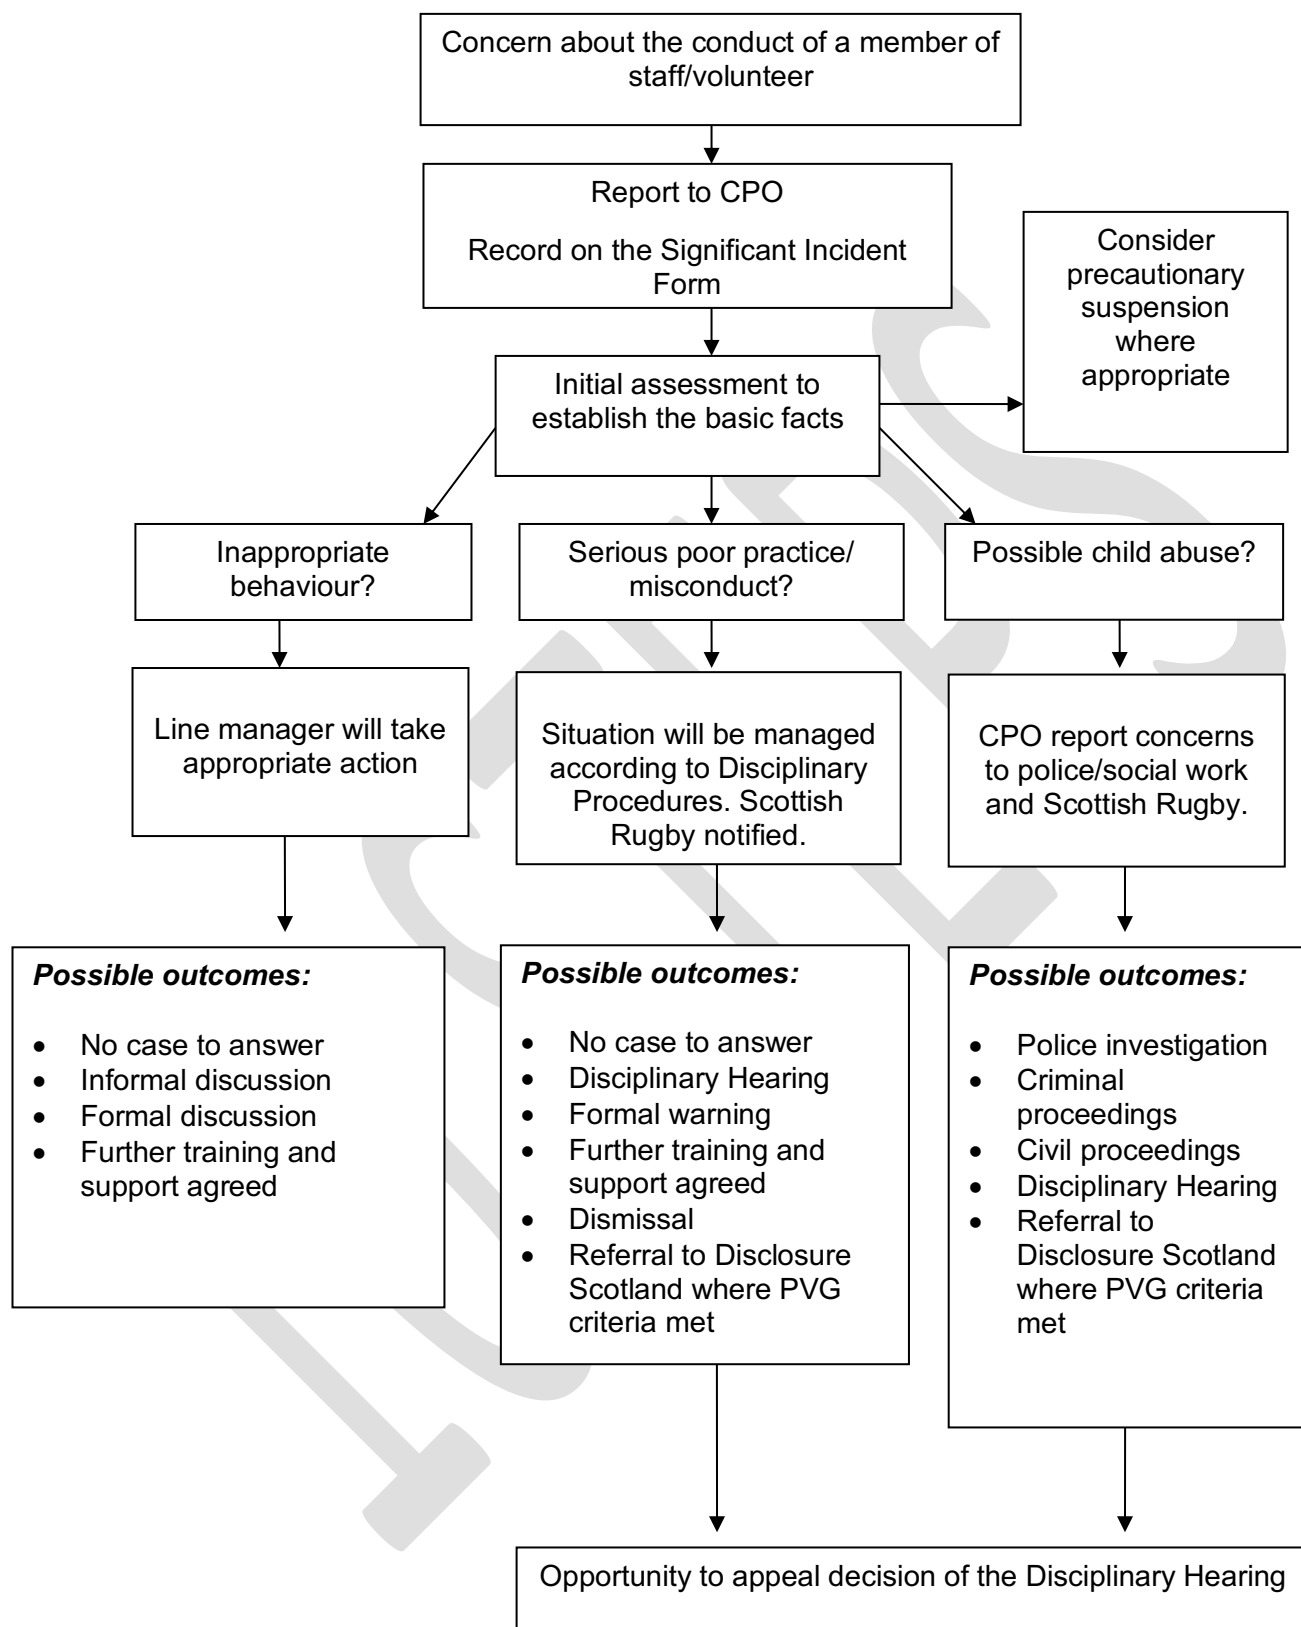 Concern about the conduct of a member of
staff/volunteer
Report to CPO
Record on the Significant Incident
Form
Consider
precautionary
suspension
where
appropriate
Initial assessment to
establish the basic facts
Inappropriate
behaviour?
Serious poor practice/
misconduct?
Possible child abuse?
Line manager will take
appropriate action
Situation will be managed
according to Disciplinary
Procedures. Scottish
Rugby notified.
CPO report concerns
to police/social work
and Scottish Rugby.
Possible outcomes:
• No case to answer
• Informal discussion
• Formal discussion
• Further training and
support agreed
Possible outcomes:
• No case to answer
• Disciplinary Hearing
• Formal warning
• Further training and
support agreed
• Dismissal
• Referral to Disclosure
Scotland where PVG
criteria met
Possible outcomes:
• Police investigation
• Criminal
proceedings
• Civil proceedings
• Disciplinary Hearing
• Referral to
Disclosure Scotland
where PVG criteria
met
Opportunity to appeal decision of the Disciplinary Hearing